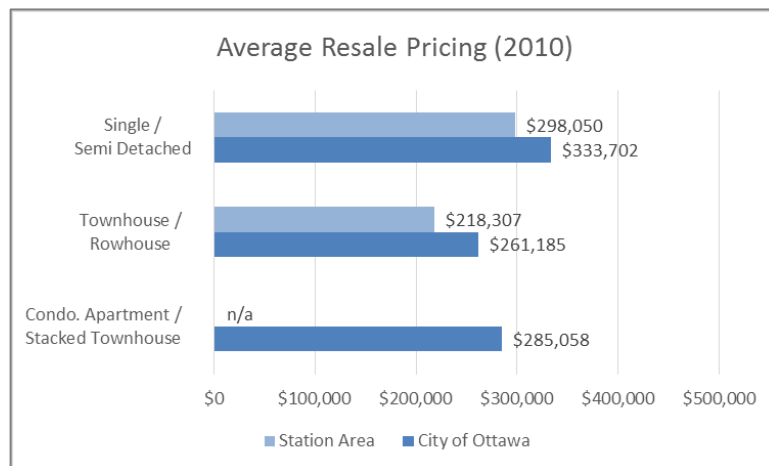 Average Resale Pricing (2010)
Single /
Semi Detached
$298,050
$333,702
Townhouse /
Rowhouse
$218,307
$261,185
Condo. Apartment /
Stacked Townhouse
n/a
$285,058
$0 $100,000 $200,000 $300,000 $400,000 $500,000
Station Area City of Ottawa